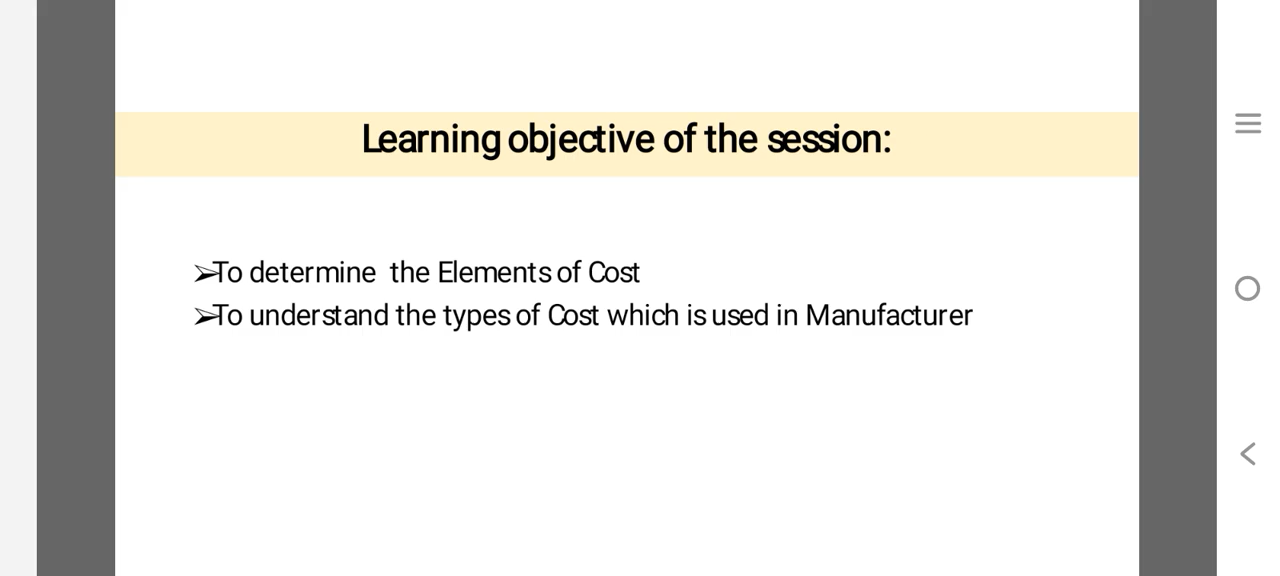 Learning objective of the session:
➢To determine the Elements of Cost
➢To understand the types of Cost which is used in Manufacturer